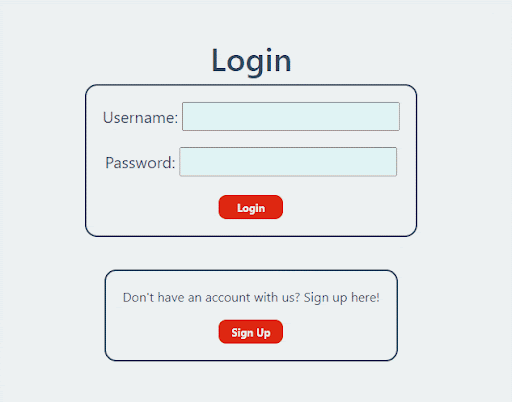 Login
Username:
Password:
Login
Don't have an account with us? Sign up here!
Sign Up